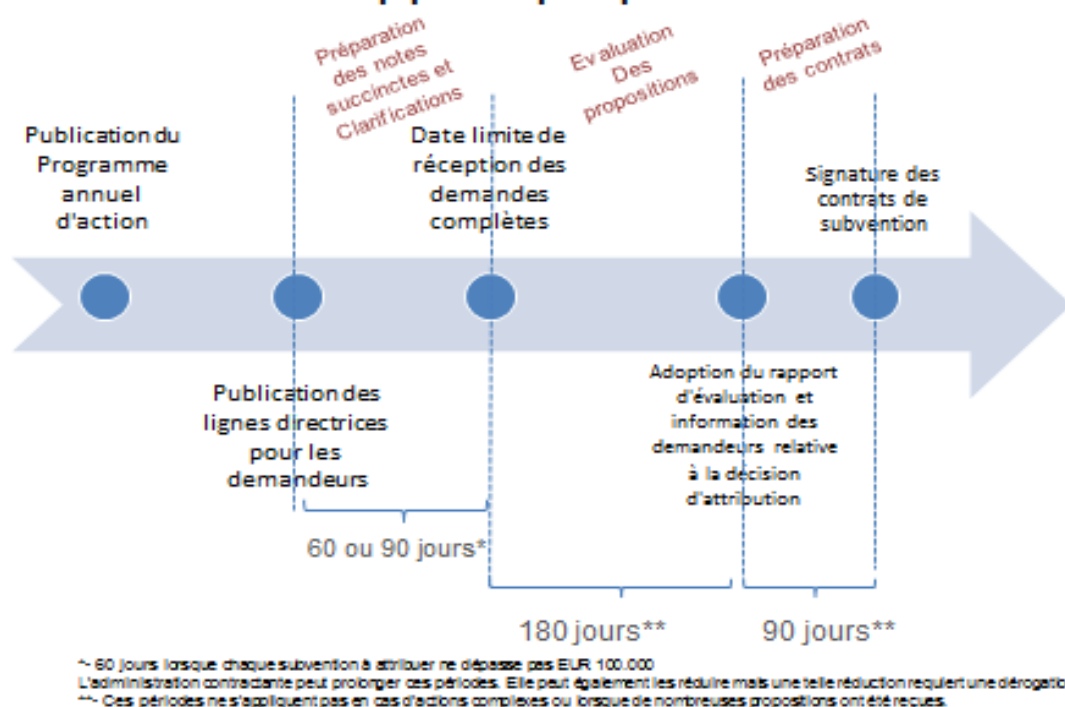 Préparation
des notes
succinctes et
Clarifications
Evaluation
Des
propositions
Préparation
des contrats
Publication du
Programme
annuel
d'action
Date limite de
réception des
demandes
complètes
Signature des
contrats de
subvention
Publication des
lignes directrices
pour les
demandeurs
Adoption du rapport
d'évaluation et
information des
demandeurs relative
à la décision
d'attribution
60 ou 90 jours*
180 jours**
90 jours**
*- 60 jours lorsque chaque subvention à attribuer ne dépasse pas EUR 100.000
L'administration contractante peut prolonger ces périodes. Elle peut également les réduire mais une telle réduction requiert une dérogatio
**- Ces périodes ne s'appliquent pas en cas d'actions complexes ou lorsque de nombreuses propositions ont été reçues.